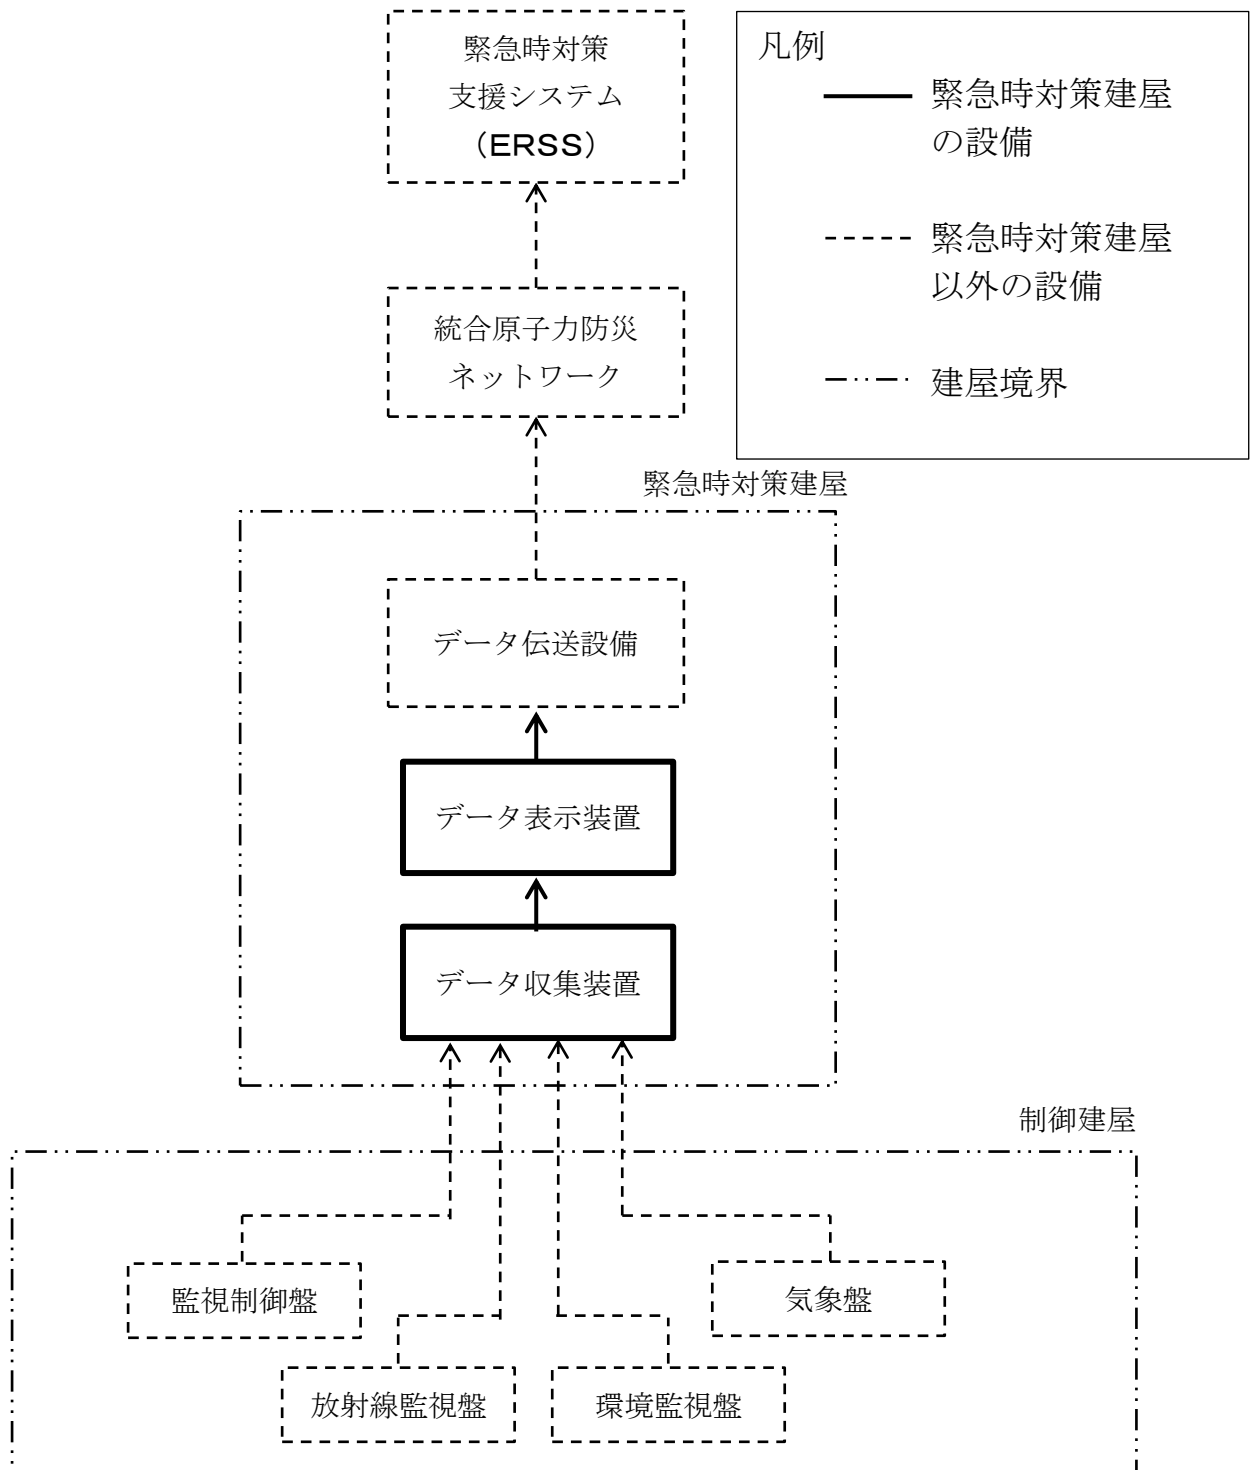 緊急時対策
支援システム
（ERSS）
凡例
緊急時対策建屋
の設備
緊急時対策建屋
以外の設備
建屋境界
統合原子力防災
ネットワーク
緊急時対策建屋
データ伝送設備
データ表示装置
データ収集装置
制御建屋
監視制御盤
気象盤
放射線監視盤
環境監視盤